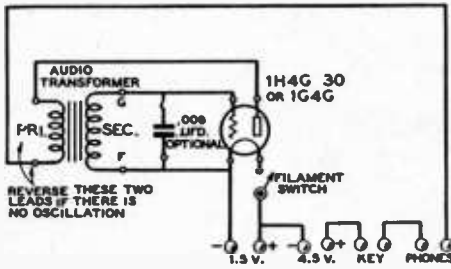 AUDIO
TRANSFORMER
1H4G 30
OR 1G4G
G
PRI.
SEC.
.006
UFD.
OPTIONAL
F
FILAMENT
SWITCH
REVERSE THESE TWO
LEADS IF THERE IS
NO OSCILLATION
- 1.5 V. + - 4.5 V. + KEY PHONES